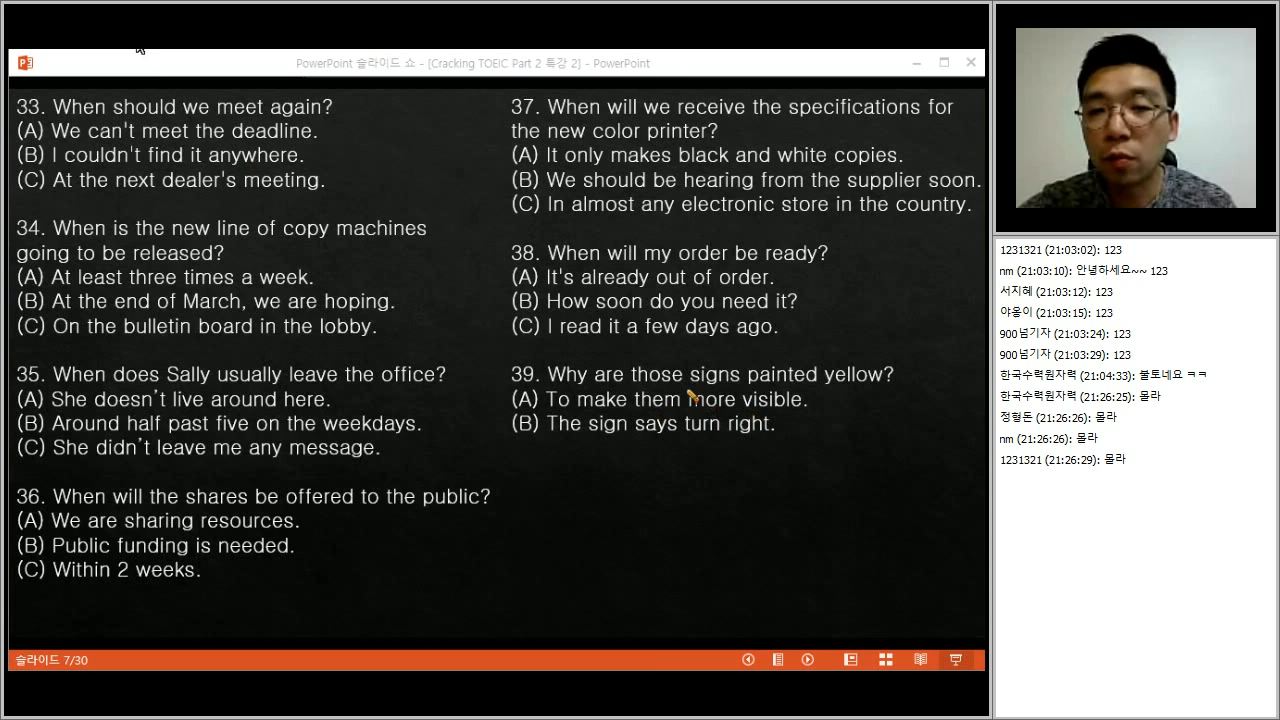 PowerPoint 슬라이드 쇼 - [Cracking TOEIC Part 2 특강 2] - PowerPoint
33. When should we meet again?
(A) We can't meet the deadline.
(B) I couldn't find it anywhere.
(C) At the next dealer's meeting.
34. When is the new line of copy machines
going to be released?
(A) At least three times a week.
(B) At the end of March, we are hoping.
(C) On the bulletin board in the lobby.
35. When does Sally usually leave the office?
(A) She doesn't live around here.
(B) Around half past five on the weekdays.
(C) She didn't leave me any message.
36. When will the shares be offered to the public?
(A) We are sharing resources.
(B) Public funding is needed.
(C) Within 2 weeks.
37. When will we receive the specifications for
the new color printer?
(A) It only makes black and white copies.
(B) We should be hearing from the supplier soon.
(C) In almost any electronic store in the country.
38. When will my order be ready?
(A) It's already out of order.
(B) How soon do you need it?
(C) I read it a few days ago.
39. Why are those signs painted yellow?
(A) To make them more visible.
(B) The sign says turn right.
슬라이드 7/30
1231321 (21:03:02): 123
nm (21:03:10): 안녕하세요~~ 123
서지혜 (21:03:12): 123
야옹이 (21:03:15): 123
900넘기자 (21:03:24): 123
900넘기자 (21:03:29): 123
한국수력원자력 (21:04:33): 불토네요 ㅋㅋ
한국수력원자력 (21:26:25): 몰라
정형돈 (21:26:26): 몰라
nm (21:26:26): 몰라
1231321 (21:26:29): 몰라